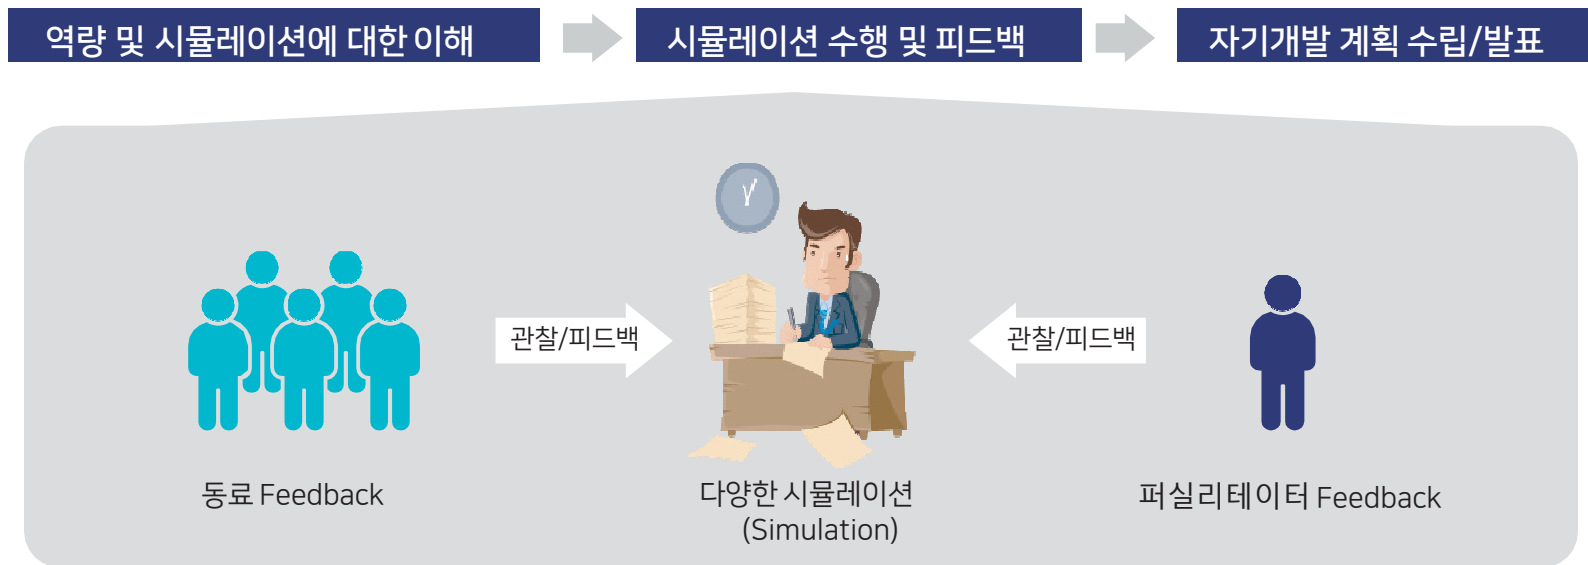 역량 및 시뮬레이션에 대한 이해
시뮬레이션 수행 및 피드백
자기개발 계획 수립/발표
관찰/피드백
관찰/피드백
동료 Feedback
다양한 시뮬레이션
(Simulation)
퍼실리테이터 Feedback